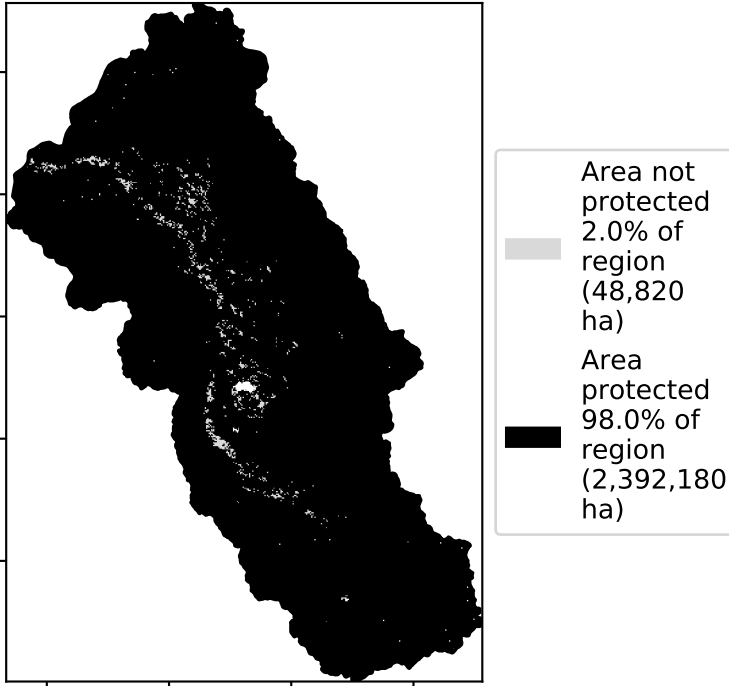 Area not
protected
2.0% of
region
(48,820
ha)
Area
protected
98.0% of
region
(2,392,180
ha)